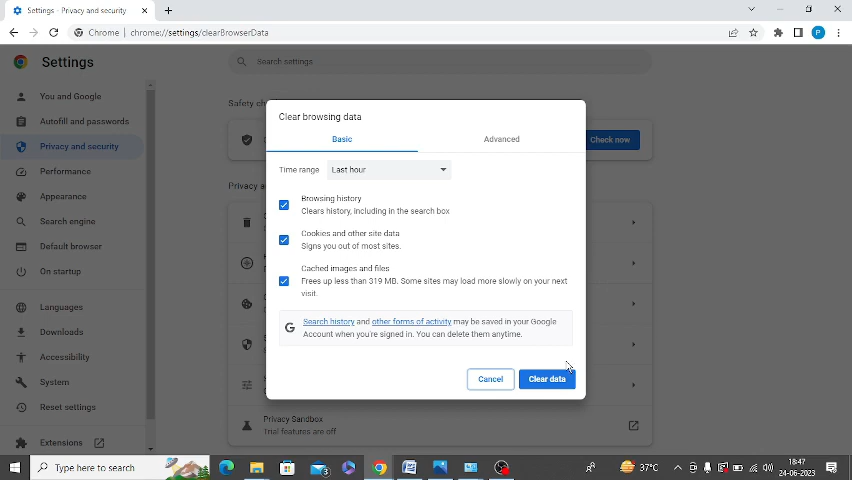 Settings - Privacy and security
Chrome | chrome://settings/clearBrowserData
P
Settings
Search settings
You and Google
Autofill and passwords
Privacy and security
Performance
Appearance
Search engine
Default browser
On startup
Languages
Downloads
Accessibility
System
Reset settings
Extensions
Safety ch
Check now
Privacy a
Clear browsing data
Basic
Advanced
Time range
Last hour
Browsing history
Clears history, including in the search box
Cookies and other site data
Signs you out of most sites.
Cached images and files
Frees up less than 319 MB. Some sites may load more slowly on your next
visit.
Search history and other forms of activity may be saved in your Google
Account when you're signed in. You can delete them anytime.
Cancel
Clear data
Privacy Sandbox
Trial features are off
Type here to search
3
37°C
18:47
24-06-2023